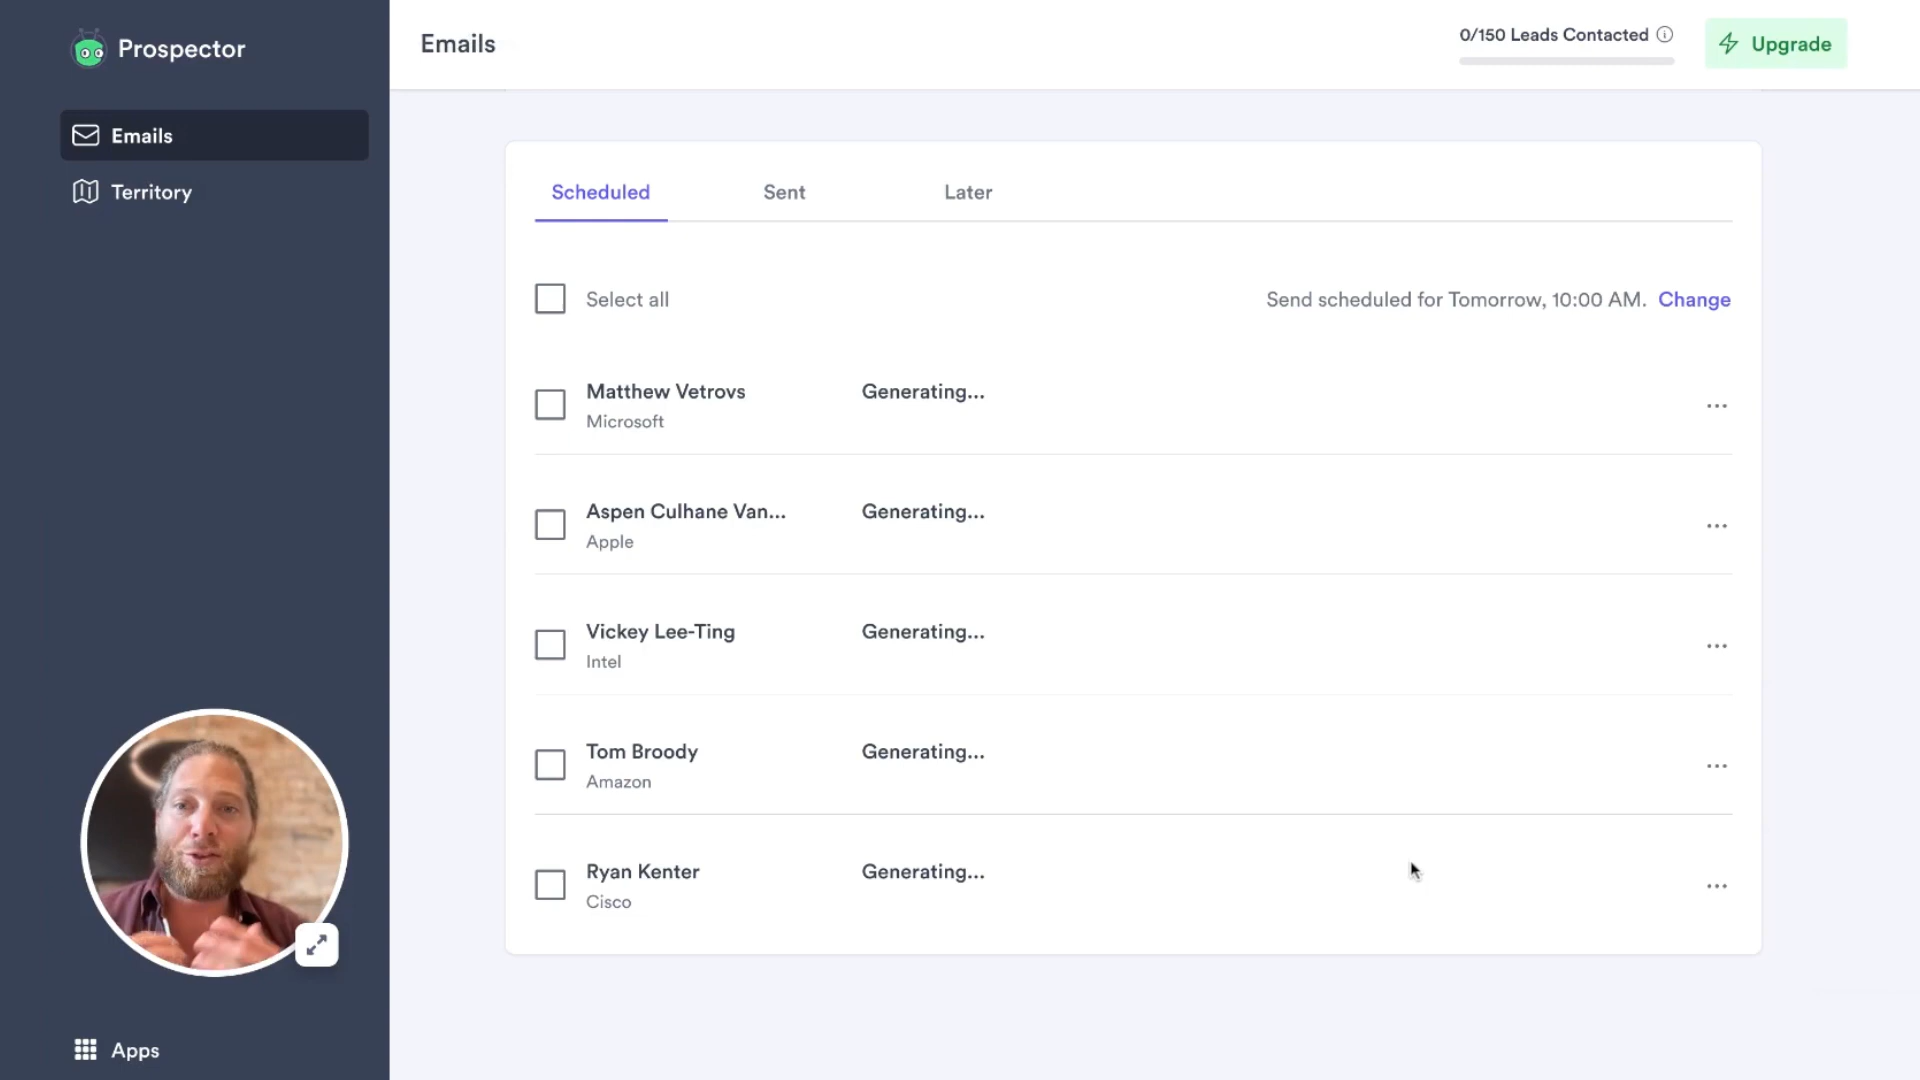 Prospector
Emails
Territory
Apps
Emails
0/150 Leads Contacted
Upgrade
Scheduled
Sent
Later
Select all
Send scheduled for Tomorrow, 10:00 AM. Change
Matthew Vetrovs
Microsoft
Generating...
Aspen Culhane Van...
Apple
Generating...
Vickey Lee-Ting
Intel
Generating...
Tom Broody
Amazon
Generating...
Ryan Kenter
Cisco
Generating...